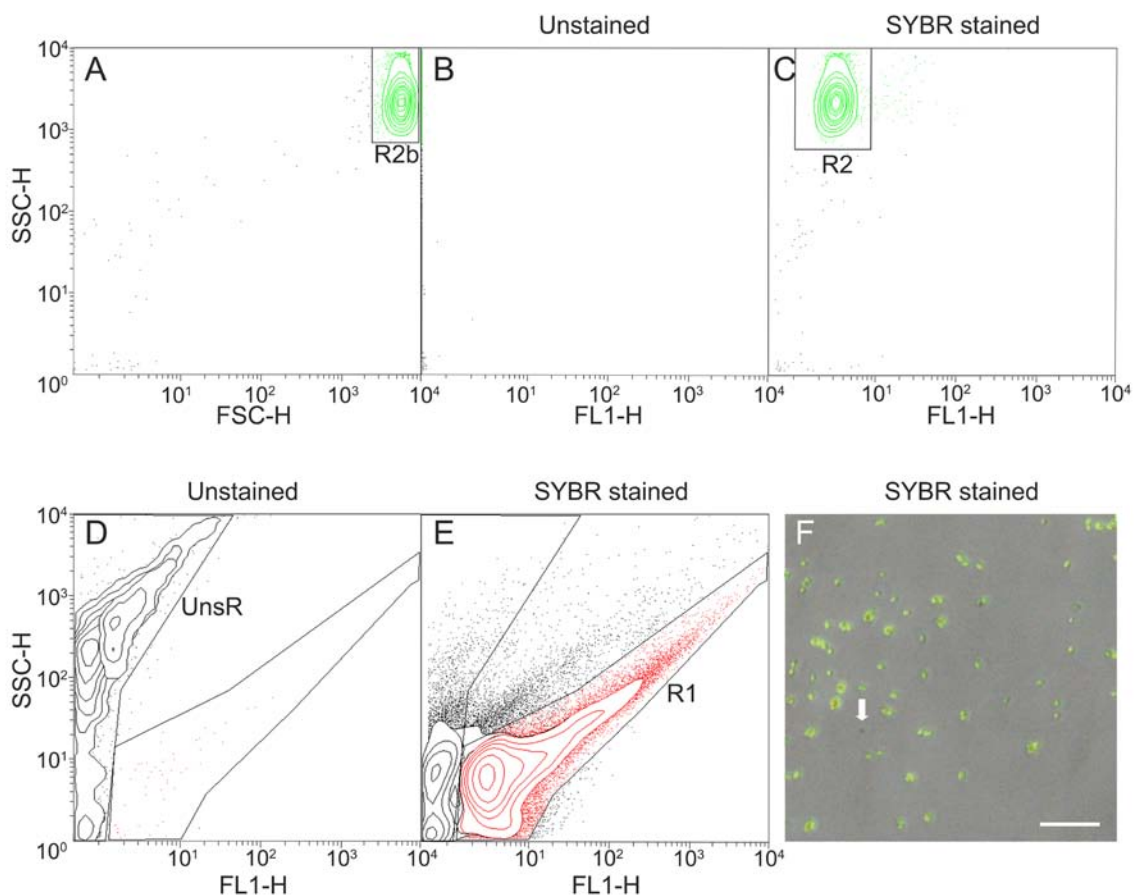 Unstained
SYBR stained
A
B
C
R2b
R2
SSC-H
10⁴
10³
10²
10¹
10⁰
10¹ 10² 10³ 10⁴ 10¹ 10² 10³ 10⁴ 10¹ 10² 10³ 10⁴
FSC-H
FL1-H
FL1-H
Unstained
SYBR stained
SYBR stained
D
E
F
UnsR
R1
SSC-H
10⁴
10³
10²
10¹
10⁰
10¹ 10² 10³ 10⁴ 10¹ 10² 10³ 10⁴
FL1-H
FL1-H